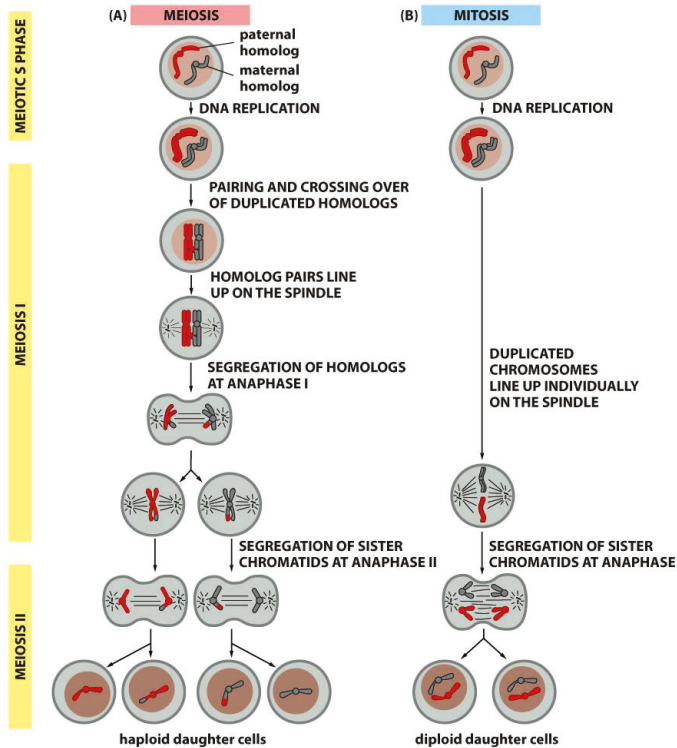 (A) MEIOSIS
(B) MITOSIS
MEIOTIC S PHASE
paternal
homolog
maternal
homolog
DNA REPLICATION
DNA REPLICATION
MEIOSIS I
PAIRING AND CROSSING OVER
OF DUPLICATED HOMOLOGS
HOMOLOG PAIRS LINE
UP ON THE SPINDLE
SEGREGATION OF HOMOLOGS
AT ANAPHASE I
DUPLICATED
CHROMOSOMES
LINE UP INDIVIDUALLY
ON THE SPINDLE
MEIOSIS II
SEGREGATION OF SISTER
CHROMATIDS AT ANAPHASE II
SEGREGATION OF SISTER
CHROMATIDS AT ANAPHASE
haploid daughter cells
diploid daughter cells